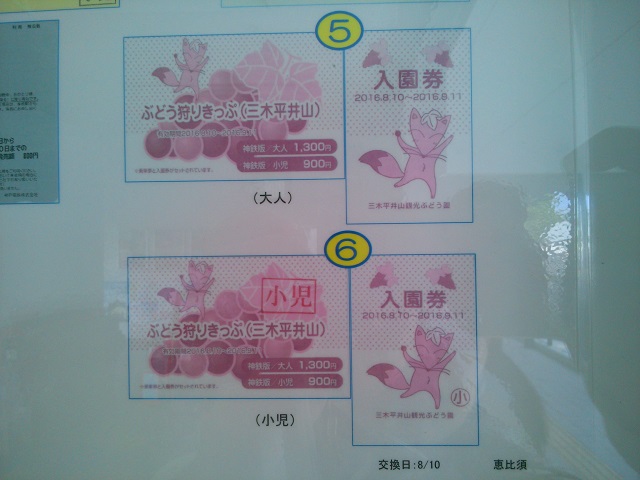 5
ぶどう狩りきっぷ（三木平井山）
神鉄版・大人 1,300円
神鉄版 小児 900円
入園券
2016.8.10～2016.9.11
三木平井山観光ぶどう園
（大人）
6
小児
ぶどう狩りきっぷ（三木平井山）
神鉄版・大人 1,300円
神鉄版 小児 900円
入園券
2016.8.10～2016.9.11
小
三木平井山観光ぶどう園
（小児）
交換日:8/10 恵比須